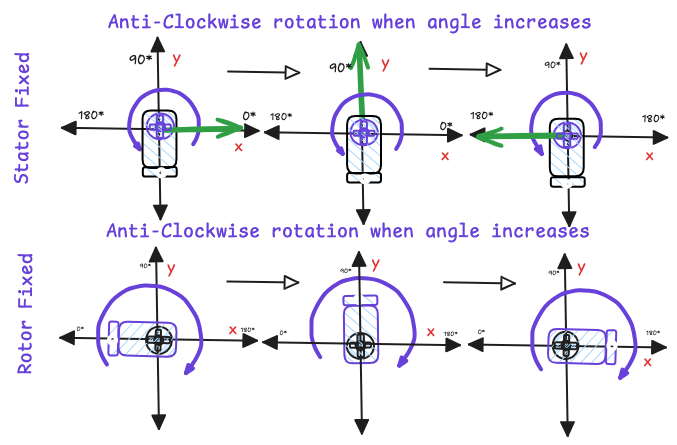 Anti-Clockwise rotation when angle increases
Stator Fixed
90° y
180° 0°
x
90° y
180° 0°
x
90° y
180° 180°
x
Anti-Clockwise rotation when angle increases
Rotor Fixed
90° y
0° x 180°
90° y
0° x 180°
90° y
0° 180°
x